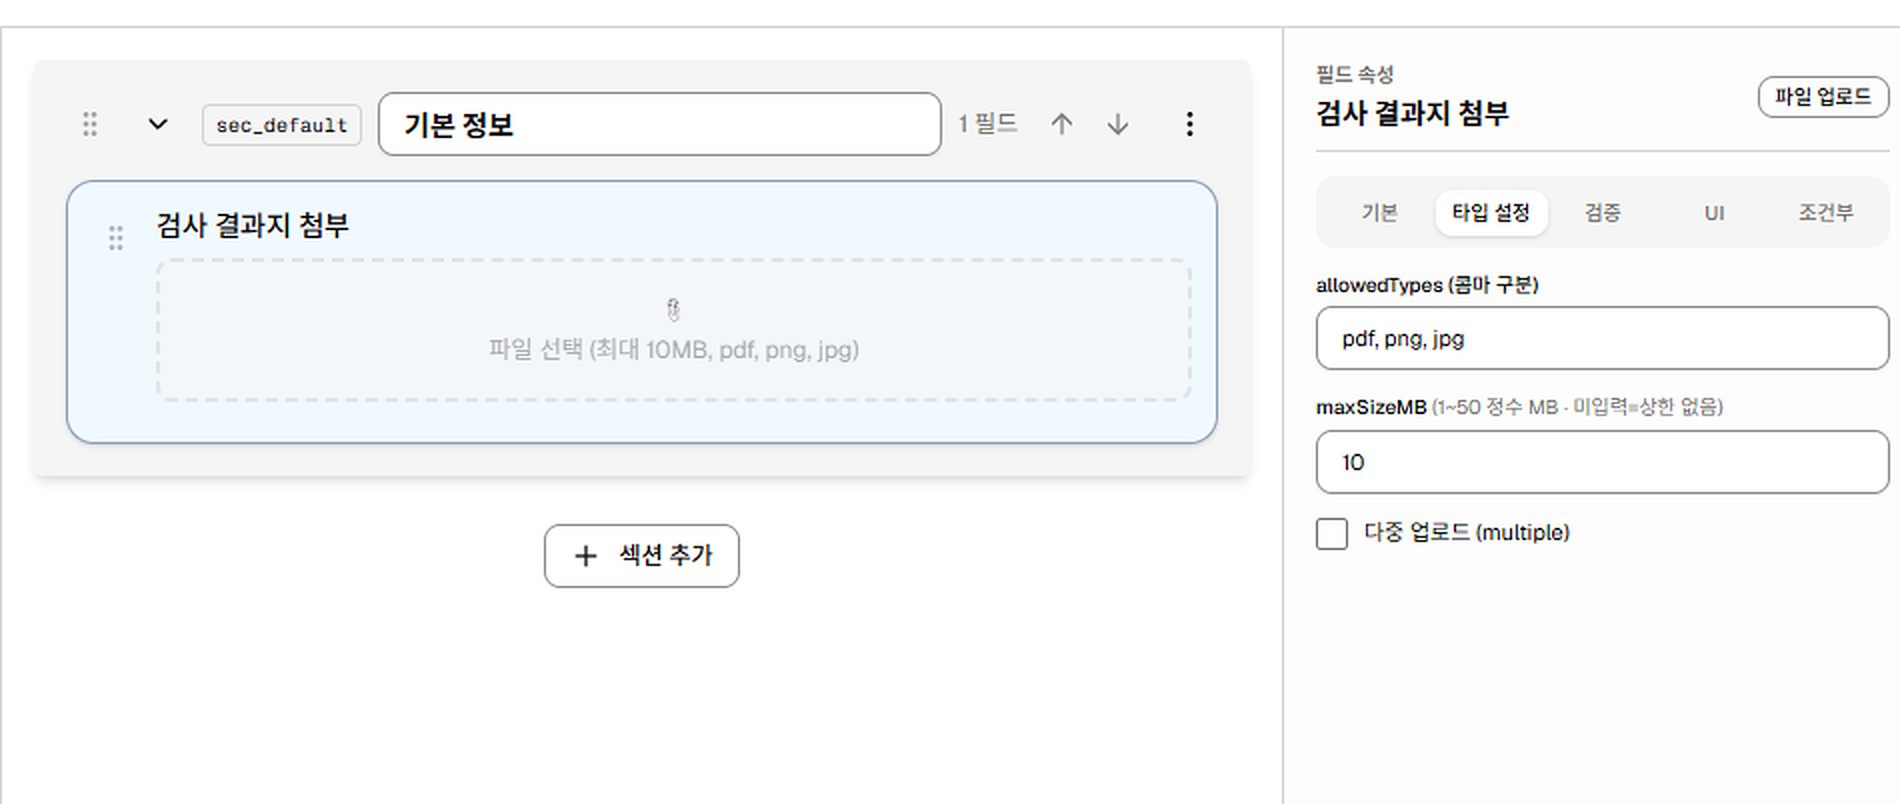 sec_default
기본 정보
1 필드
검사 결과지 첨부
파일 선택 (최대 10MB, pdf, png, jpg)
섹션 추가
필드 속성
검사 결과지 첨부
파일 업로드
기본 타입 설정 검증 UI 조건부
allowedTypes (콤마 구분)
pdf, png, jpg
maxSizeMB (1~50 정수 MB · 미입력=상한 없음)
10
다중 업로드 (multiple)